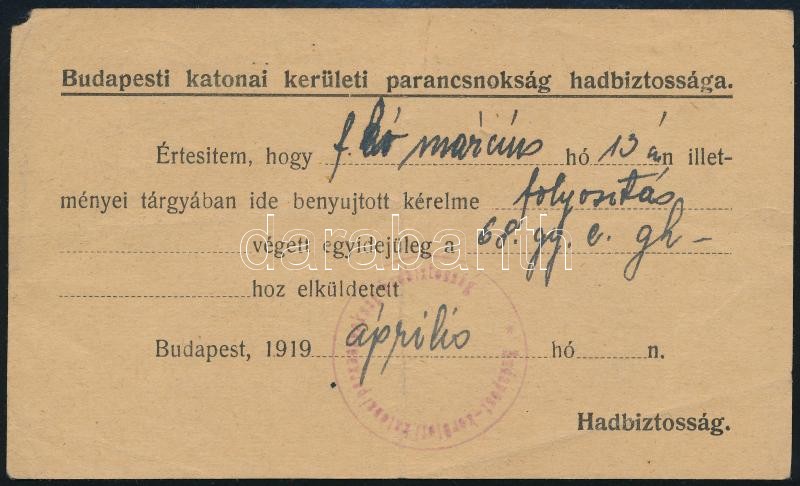 Budapesti katonai kerületi parancsnokság hadbiztossága.
Értesitem, hogy f. hó március hó 13 án illet-
ményei tárgyában ide benyujtott kérelme folyositás
végett egyidejüleg a 68. gy. e. gh-
hoz elküldetett
Budapest, 1919 április hó n.
Hadbiztosság.
darabanth